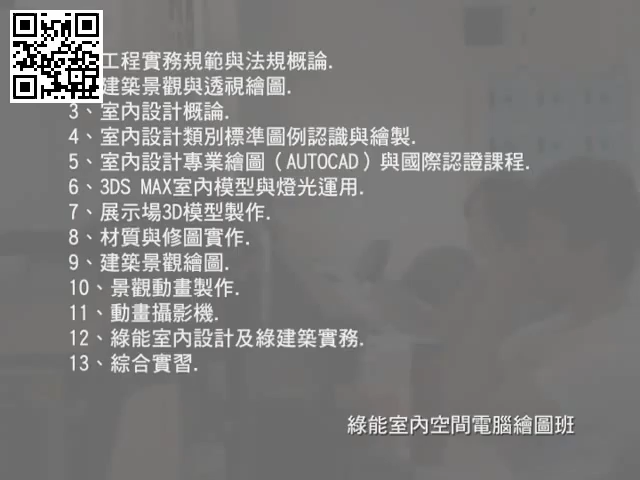 工程實務規範與法規概論.
建築景觀與透視繪圖.
3、室內設計概論.
4、室內設計類別標準圖例認識與繪製.
5、室內設計專業繪圖(AUTOCAD)與國際認證課程.
6、3DS MAX室內模型與燈光運用.
7、展示場3D模型製作.
8、材質與修圖實作.
9、建築景觀繪圖.
10、景觀動畫製作.
11、動畫攝影機.
12、綠能室內設計及綠建築實務.
13、綜合實習.
綠能室內空間電腦繪圖班